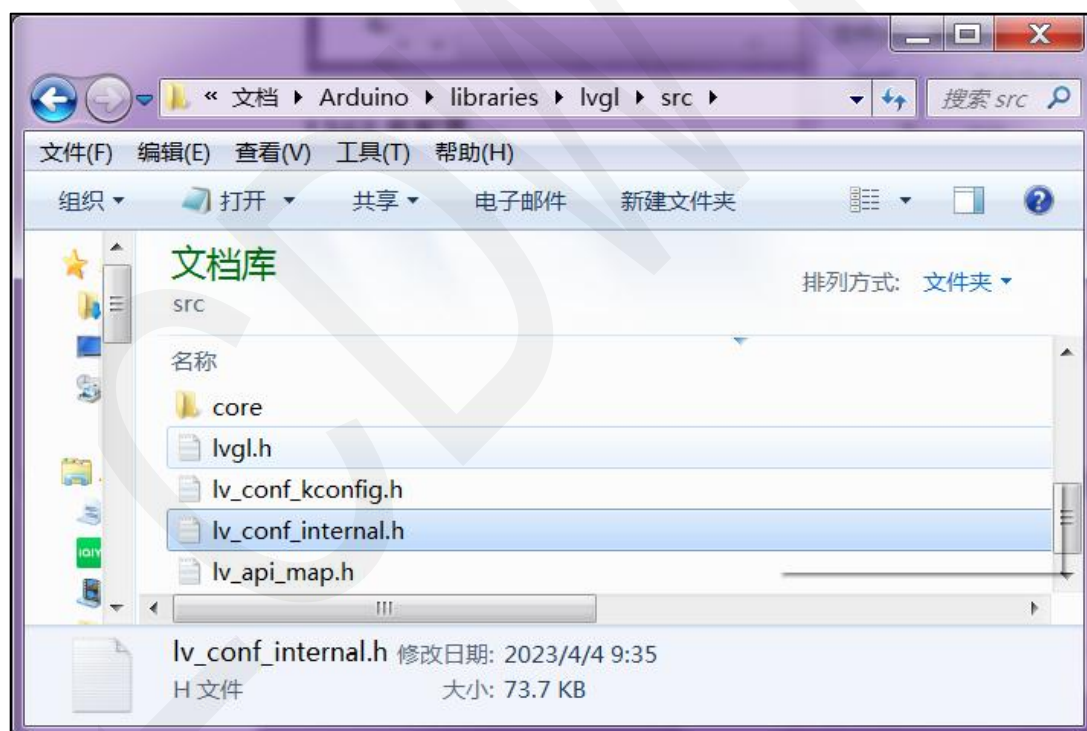 « 文档 ▸ Arduino ▸ libraries ▸ lvgl ▸ src ▸ 搜索 src
文件(F) 编辑(E) 查看(V) 工具(T) 帮助(H)
组织 打开 共享 电子邮件 新建文件夹
文档库
src
排列方式: 文件夹
名称
core
lvgl.h
lv_conf_kconfig.h
lv_conf_internal.h
lv_api_map.h
lv_conf_internal.h 修改日期: 2023/4/4 9:35
H 文件 大小: 73.7 KB